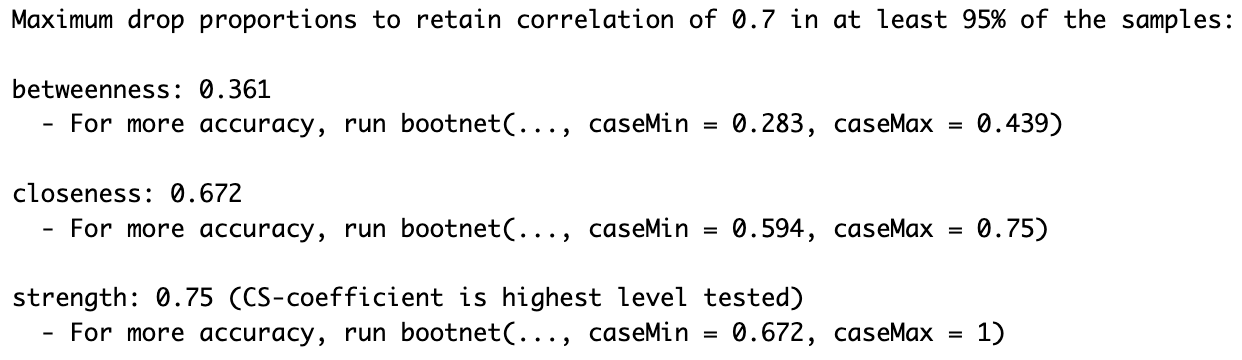 Maximum drop proportions to retain correlation of 0.7 in at least 95% of the samples:
betweenness: 0.361
- For more accuracy, run bootnet(..., caseMin = 0.283, caseMax = 0.439)
closeness: 0.672
- For more accuracy, run bootnet(..., caseMin = 0.594, caseMax = 0.75)
strength: 0.75 (CS-coefficient is highest level tested)
- For more accuracy, run bootnet(..., caseMin = 0.672, caseMax = 1)